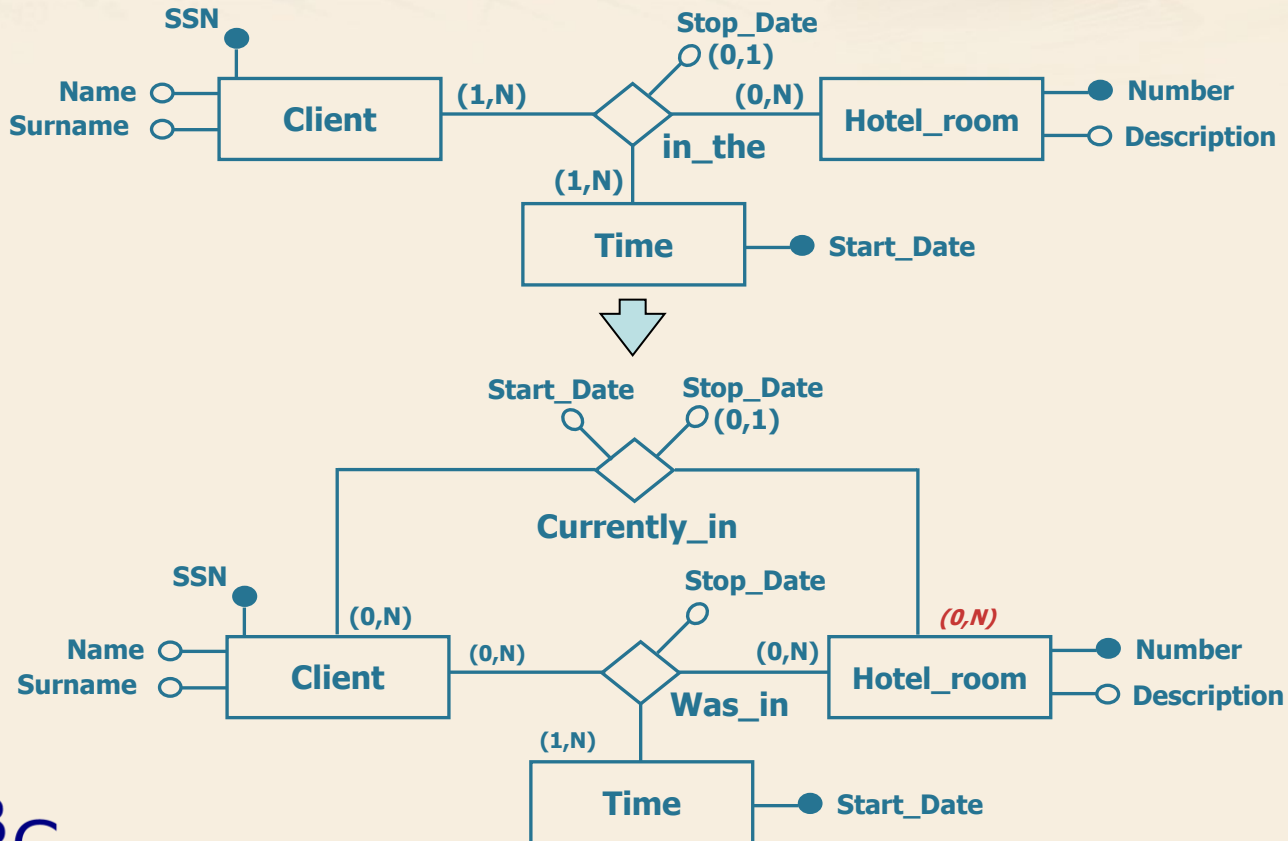 SSN
Stop_Date
(0,1)
Name
Surname
Client
(1,N)
(0,N)
Hotel_room
Number
Description
in_the
(1,N)
Time
Start_Date
Start_Date
Stop_Date
(0,1)
Currently_in
SSN
Stop_Date
(0,N)
(0,N)
Name
Surname
Client
(0,N)
(0,N)
Hotel_room
Number
Description
Was_in
(1,N)
Time
Start_Date